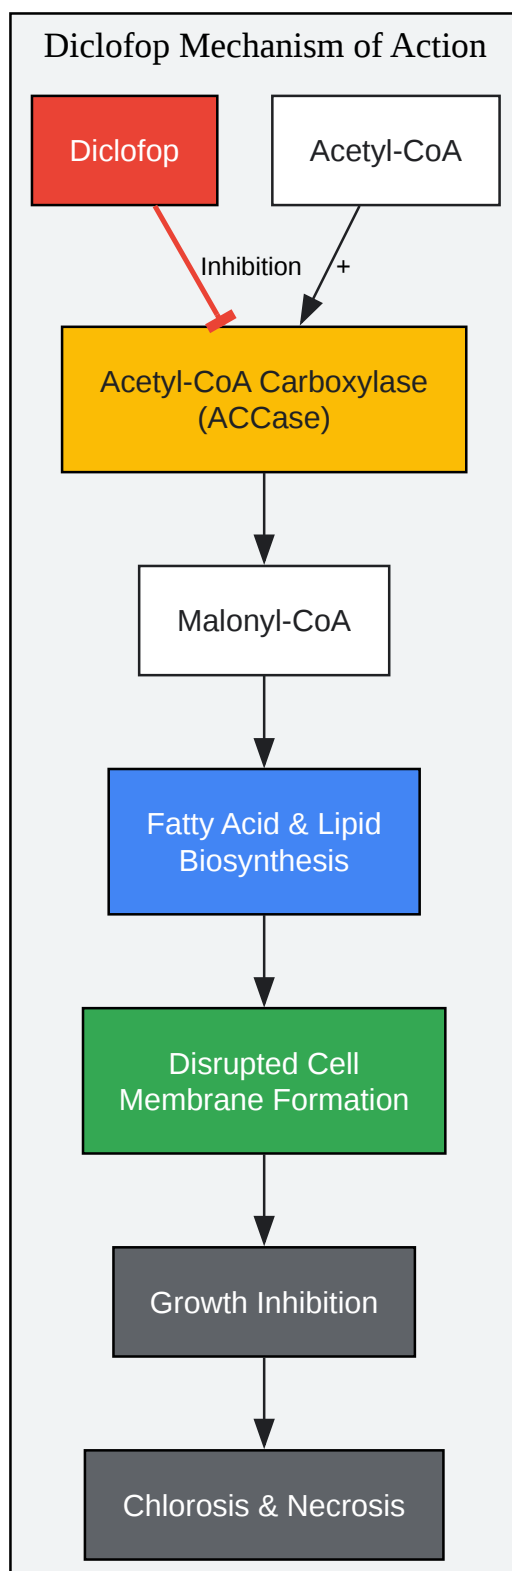 Diclofop Mechanism of Action
Diclofop
Acetyl-CoA
Inhibition
+
Acetyl-CoA Carboxylase
(ACCase)
Malonyl-CoA
Fatty Acid & Lipid
Biosynthesis
Disrupted Cell
Membrane Formation
Growth Inhibition
Chlorosis & Necrosis